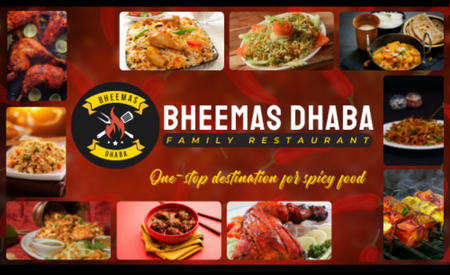 BHEEMAS
DHABA
BHEEMAS DHABA
FAMILY RESTAURANT
One-stop destination for spicy food